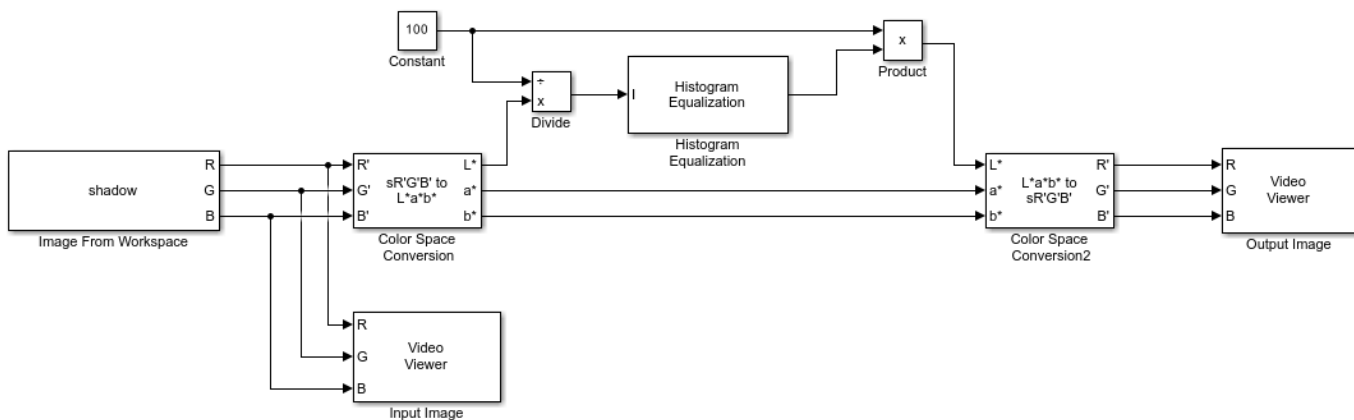 100
Constant
x
Product
÷
x
Divide
I
Histogram
Equalization
Histogram
Equalization
shadow
R
G
B
Image From Workspace
R'
G'
B'
sR'G'B' to
L*a*b*
L*
a*
b*
Color Space
Conversion
L*
a*
b*
L*a*b* to
sR'G'B'
R'
G'
B'
Color Space
Conversion2
R
G
B
Video
Viewer
Output Image
R
G
B
Video
Viewer
Input Image